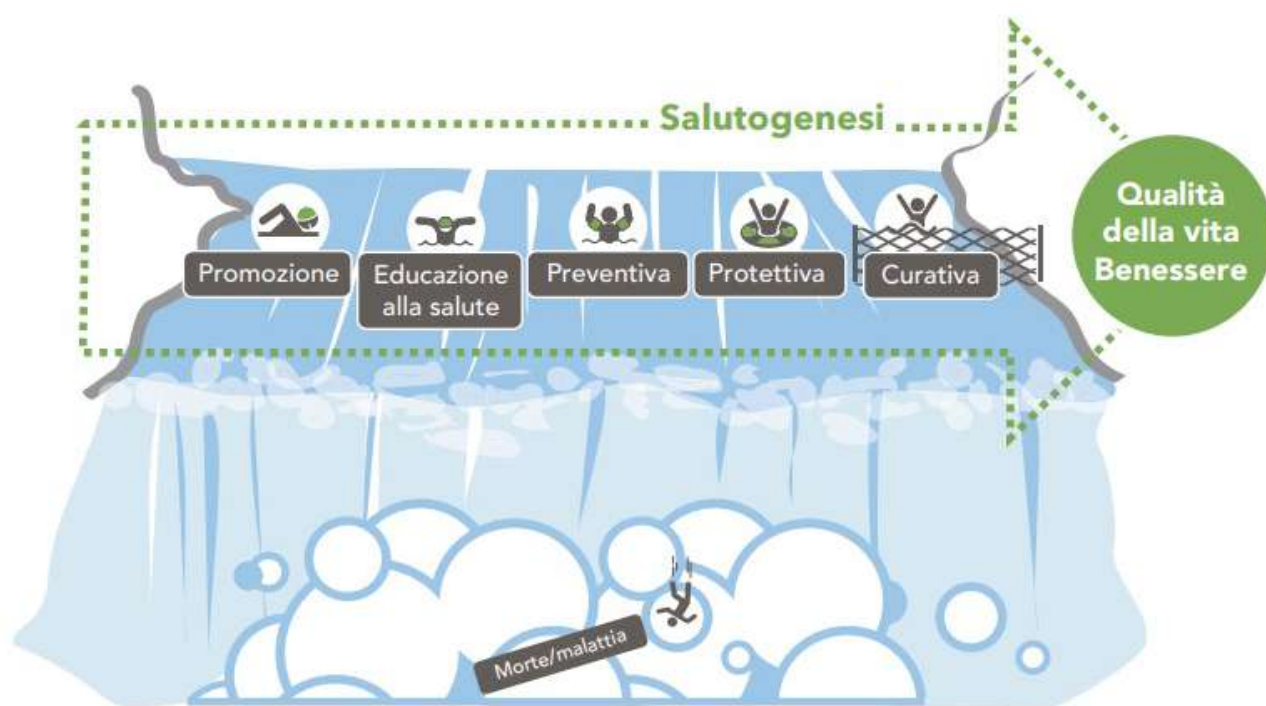 Salutogenesi
Qualità
della vita
Benessere
Promozione
Educazione
alla salute
Preventiva
Protettiva
Curativa
Morte/malattia